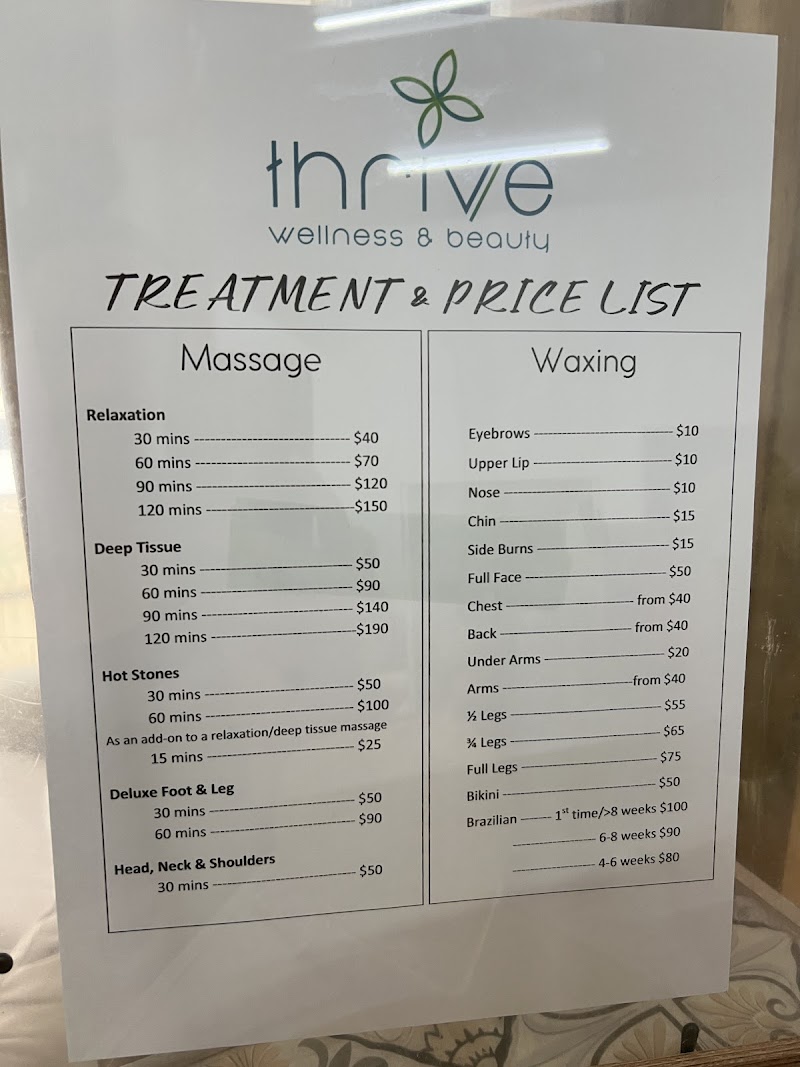 thrive
wellness & beauty
TREATMENT & PRICE LIST
Massage
Relaxation
30 mins ---------------------------------- $40
60 mins ---------------------------------- $70
90 mins ---------------------------------- $120
120 mins --------------------------------$150
Deep Tissue
30 mins ---------------------------------- $50
60 mins ---------------------------------- $90
90 mins ---------------------------------- $140
120 mins --------------------------------$190
Hot Stones
30 mins ---------------------------------- $50
60 mins ---------------------------------- $100
As an add-on to a relaxation/deep tissue massage
15 mins ---------------------------------- $25
Deluxe Foot & Leg
30 mins ---------------------------------- $50
60 mins ---------------------------------- $90
Head, Neck & Shoulders
30 mins ---------------------------------- $50
Waxing
Eyebrows ------------------------------ $10
Upper Lip ------------------------------ $10
Nose ------------------------------------ $10
Chin ------------------------------------- $15
Side Burns ----------------------------- $15
Full Face ------------------------------- $50
Chest ---------------------------- from $40
Back ----------------------------- from $40
Under Arms -------------------------- $20
Arms -----------------------------from $40
½ Legs ---------------------------------- $55
¾ Legs ---------------------------------- $65
Full Legs ------------------------------- $75
Bikini ----------------------------------- $50
Brazilian ------- 1st time/>8 weeks $100
------------------ 6-8 weeks $90
------------------ 4-6 weeks $80